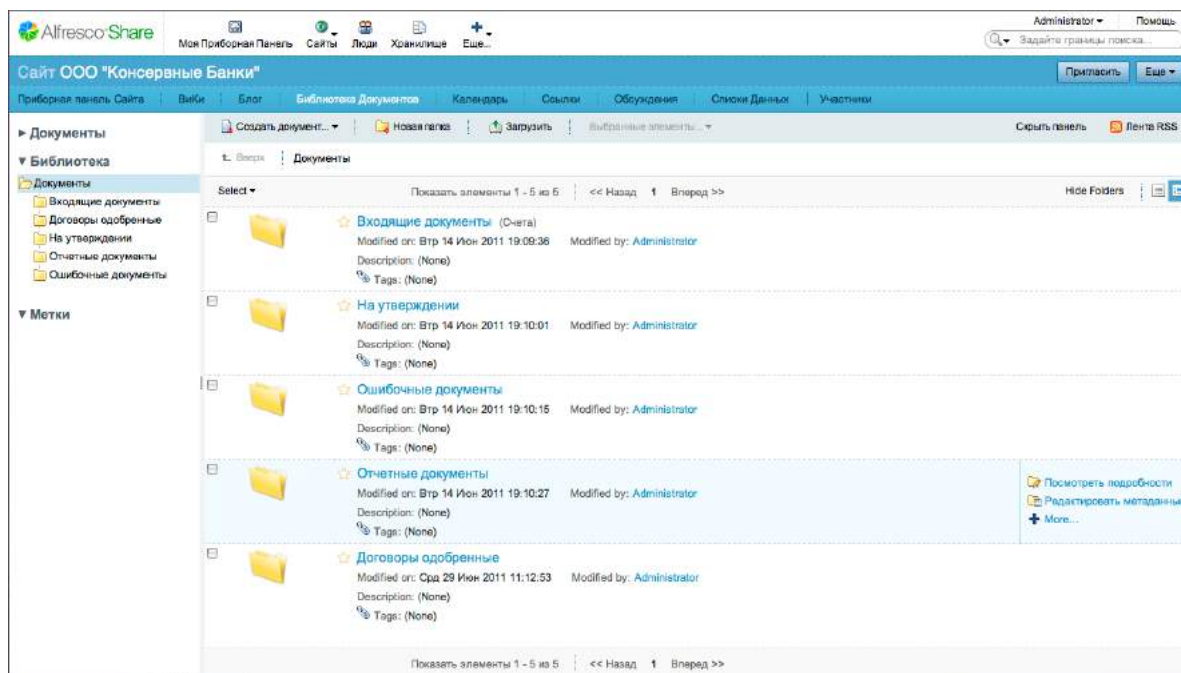 Alfresco Share
Administrator
Помощь
Моя Приборная Панель
Сайты
Люди
Хранилище
Еще...
Задайте границы поиска...
Сайт ООО "Консервные Банки"
Пригласить
Еще
Приборная панель Сайта
ВиКи
Блог
Библиотека Документов
Календарь
Ссылки
Обсуждения
Списки Данных
Участники
Документы
Библиотека
Документы
Входящие документы
Договоры одобренные
На утверждении
Отчетные документы
Ошибочные документы
Метки
Создать документ...
Новая папка
Загрузить
Выбранные элементы...
Скрыть панель
Лента RSS
Вверх
Документы
Select
Показать элементы 1 - 5 из 5
<< Назад 1 Вперед >>
Hide Folders
Входящие документы (Счета)
Modified on: Втр 14 Июн 2011 19:09:36 Modified by: Administrator
Description: (None)
Tags: (None)
На утверждении
Modified on: Втр 14 Июн 2011 19:10:01 Modified by: Administrator
Description: (None)
Tags: (None)
Ошибочные документы
Modified on: Втр 14 Июн 2011 19:10:15 Modified by: Administrator
Description: (None)
Tags: (None)
Отчетные документы
Modified on: Втр 14 Июн 2011 19:10:27 Modified by: Administrator
Description: (None)
Tags: (None)
Посмотреть подробности
Редактировать метаданны
More...
Договоры одобренные
Modified on: Срд 29 Июн 2011 11:12:53 Modified by: Administrator
Description: (None)
Tags: (None)
Показать элементы 1 - 5 из 5
<< Назад 1 Вперед >>